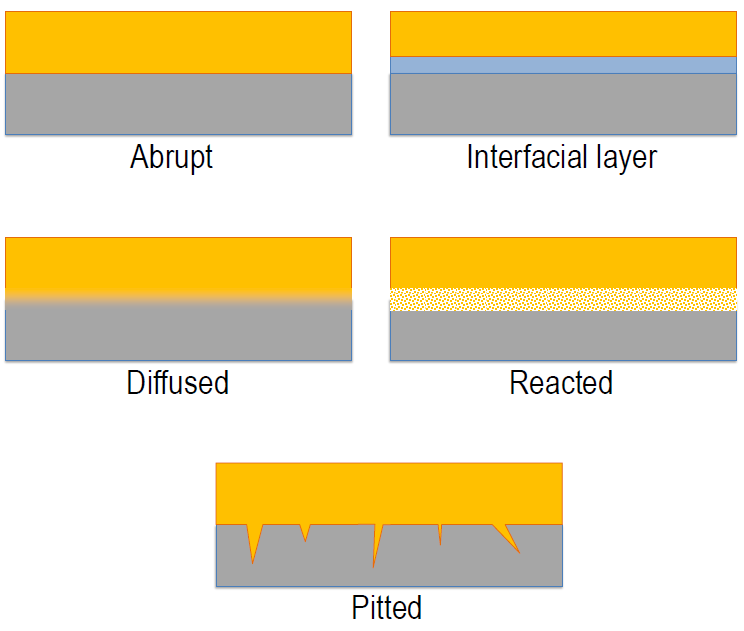 Abrupt
Interfacial layer
Diffused
Reacted
Pitted